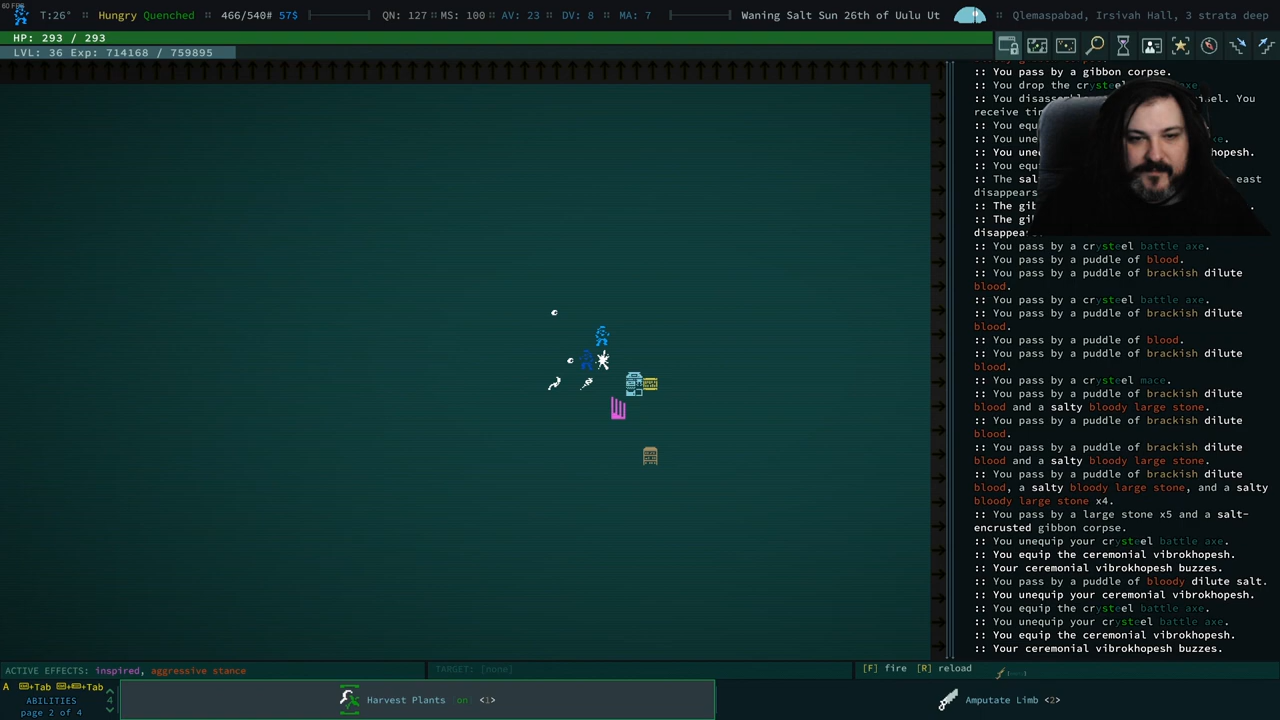 60 FPS
T:26° :: Hungry Quenched :: 466/540# 57$ :: QN: 127 :: MS: 100 :: AV: 23 :: DV: 8 :: MA: 7 Waning Salt Sun 26th of Uulu Ut :: Qlemaspabad, Irsivah Hall, 3 strata deep
HP: 293 / 293
LVL: 36 Exp: 714168 / 759895
:: You pass by a gibbon corpse.
:: You drop the crysteel
:: You
receive
:: You
:: You
:: You
:: You
:: The east
disappears
:: The
:: The
:: You pass by a crysteel battle axe.
:: You pass by a puddle of blood.
:: You pass by a puddle of brackish dilute
blood.
:: You pass by a crysteel battle axe.
:: You pass by a puddle of brackish dilute
blood.
:: You pass by a puddle of blood.
:: You pass by a puddle of brackish dilute
blood.
:: You pass by a crysteel mace.
:: You pass by a puddle of brackish dilute
blood and a salty bloody large stone.
:: You pass by a puddle of brackish dilute
blood.
:: You pass by a puddle of brackish dilute
blood and a salty bloody large stone.
:: You pass by a puddle of brackish dilute
blood, a salty bloody large stone, and a salty
bloody large stone x4.
:: You pass by a large stone x5 and a salt-
encrusted gibbon corpse.
:: You unequip your crysteel battle axe.
:: You equip the ceremonial vibrokhopesh.
:: Your ceremonial vibrokhopesh buzzes.
:: You pass by a puddle of bloody dilute salt.
:: You unequip your ceremonial vibrokhopesh.
:: You equip the crysteel battle axe.
:: You unequip your crysteel battle axe.
:: You equip the ceremonial vibrokhopesh.
:: Your ceremonial vibrokhopesh buzzes.
ACTIVE EFFECTS: inspired, aggressive stance
TARGET: [none]
[F] fire [R] reload
ABILITIES
page 2 of 4
4
Harvest Plants on <1>
Amputate Limb <2>